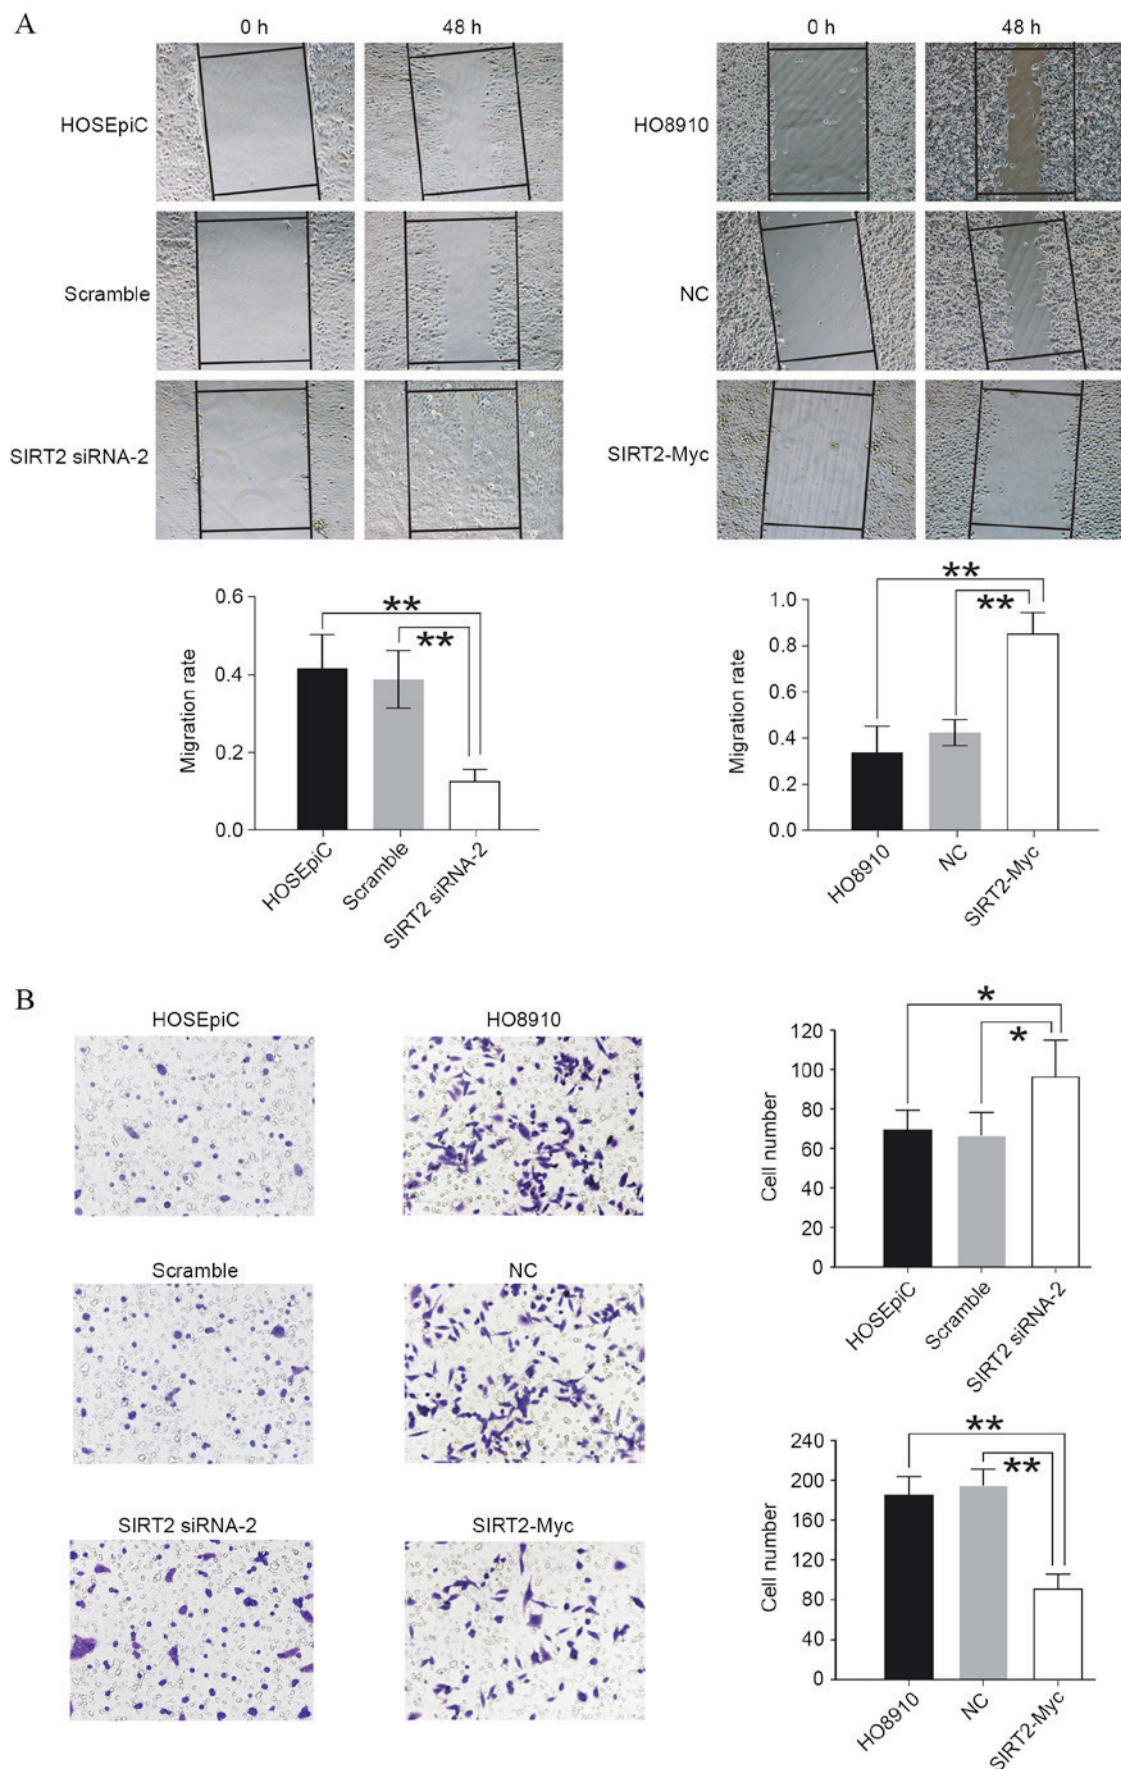 A
0 h 48 h 0 h 48 h
HOSEpiC HO8910
Scramble NC
SIRT2 siRNA-2 SIRT2-Myc
Migration rate
0.6
0.4
0.2
0.0
**
**
HOSEpiC
Scramble
SIRT2 siRNA-2
Migration rate
1.0
0.8
0.6
0.4
0.2
0.0
**
**
HO8910
NC
SIRT2-Myc
B
HOSEpiC HO8910
Scramble NC
SIRT2 siRNA-2 SIRT2-Myc
Cell number
120
100
80
60
40
20
0
*
*
HOSEpiC
Scramble
SIRT2 siRNA-2
Cell number
240
200
160
120
80
40
0
**
**
HO8910
NC
SIRT2-Myc